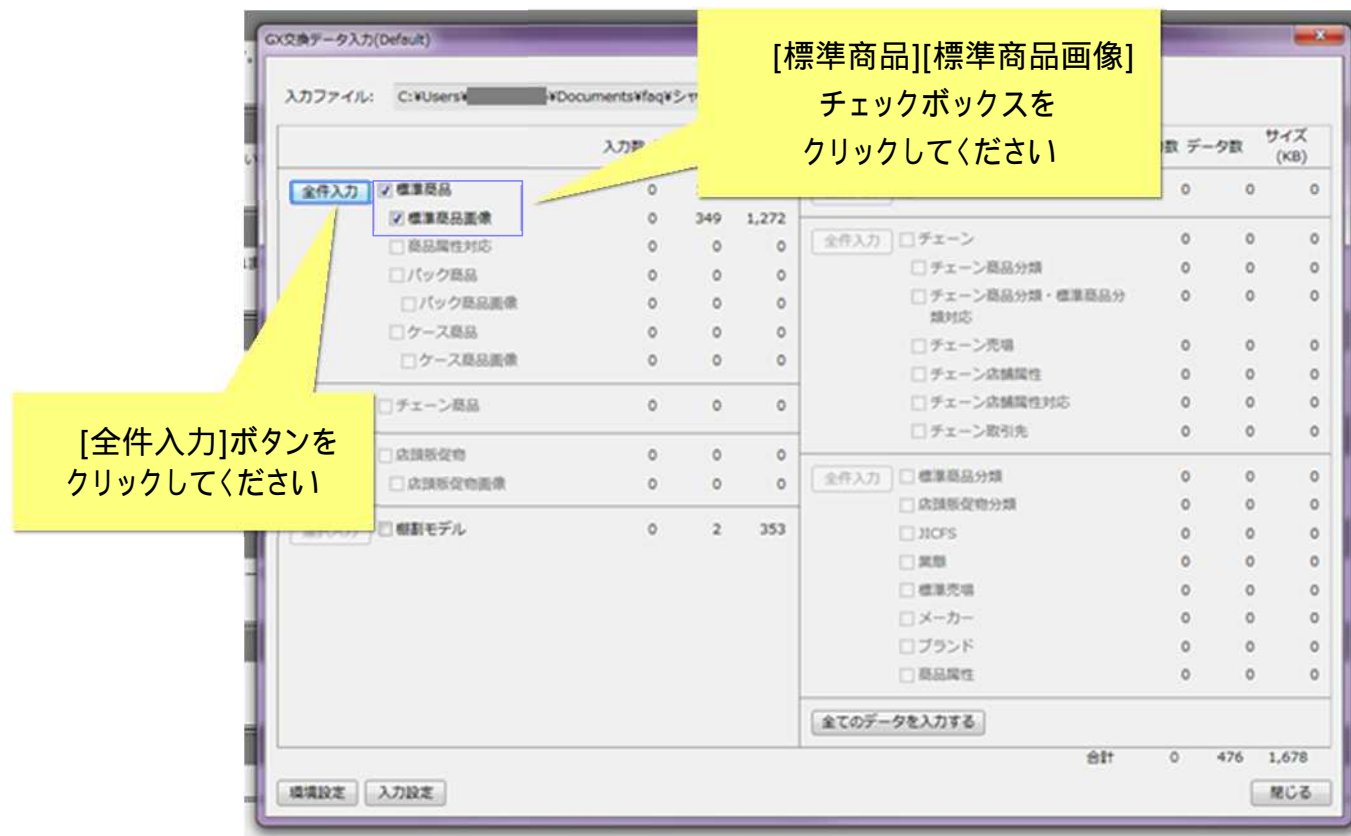 GX交換データ入力(Default)
[標準商品][標準商品画像]
チェックボックスを
クリックしてください
入力ファイル: C:¥Users¥ ¥Documents¥faq¥シャ
入力数
数 データ数 サイズ
(KB)
全件入力 標準商品 0
標準商品画像 0 349 1,272
商品属性対応 0 0 0
パック商品 0 0 0
パック商品画像 0 0 0
ケース商品 0 0 0
ケース商品画像 0 0 0
チェーン商品 0 0 0
店頭販促物 0 0 0
店頭販促物画像 0 0 0
棚割モデル 0 2 353
[全件入力]ボタンを
クリックしてください
0 0 0
全件入力 チェーン 0 0 0
チェーン商品分類 0 0 0
チェーン商品分類・標準商品分 0 0 0
類対応
チェーン売場 0 0 0
チェーン店舗属性 0 0 0
チェーン店舗属性対応 0 0 0
チェーン取引先 0 0 0
全件入力 標準商品分類 0 0 0
店頭販促物分類 0 0 0
JICFS 0 0 0
業態 0 0 0
標準売場 0 0 0
メーカー 0 0 0
ブランド 0 0 0
商品属性 0 0 0
全てのデータを入力する
合計 0 476 1,678
環境設定 入力設定 閉じる